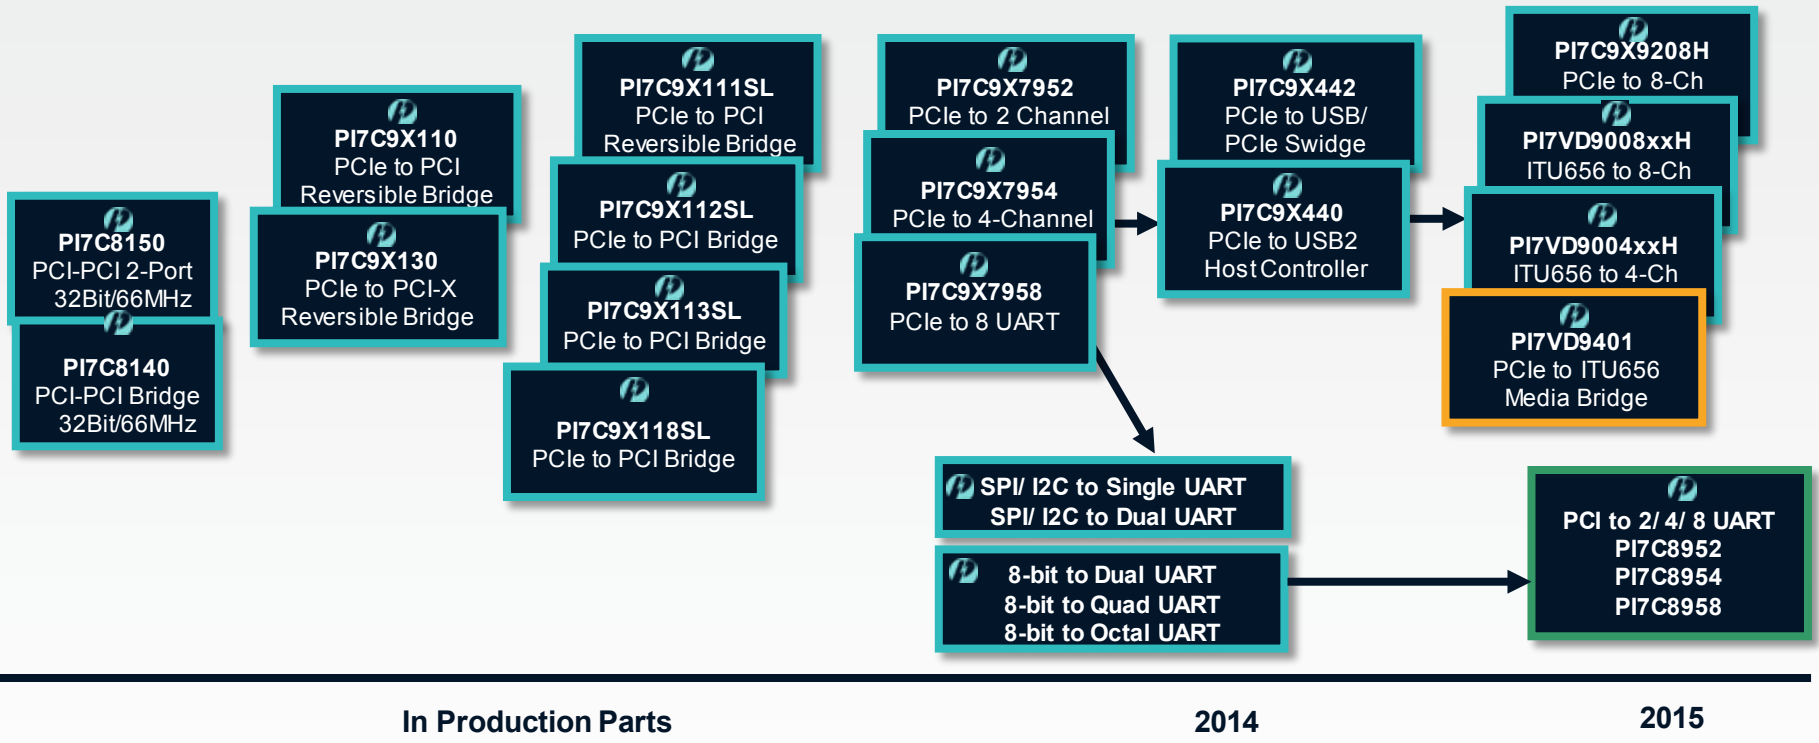 PI7C8150
PCI-PCI 2-Port
32Bit/66MHz
PI7C8140
PCI-PCI Bridge
32Bit/66MHz
PI7C9X110
PCIe to PCI
Reversible Bridge
PI7C9X130
PCIe to PCI-X
Reversible Bridge
PI7C9X111SL
PCIe to PCI
Reversible Bridge
PI7C9X112SL
PCIe to PCI Bridge
PI7C9X113SL
PCIe to PCI Bridge
PI7C9X118SL
PCIe to PCI Bridge
PI7C9X7952
PCIe to 2 Channel
PI7C9X7954
PCIe to 4-Channel
PI7C9X7958
PCIe to 8 UART
PI7C9X442
PCIe to USB/
PCIe Swidge
PI7C9X440
PCIe to USB2
Host Controller
PI7C9X9208H
PCIe to 8-Ch
PI7VD9008xxH
ITU656 to 8-Ch
PI7VD9004xxH
ITU656 to 4-Ch
PI7VD9401
PCIe to ITU656
Media Bridge
SPI/ I2C to Single UART
SPI/ I2C to Dual UART
8-bit to Dual UART
8-bit to Quad UART
8-bit to Octal UART
PCI to 2/ 4/ 8 UART
PI7C8952
PI7C8954
PI7C8958
In Production Parts
2014
2015